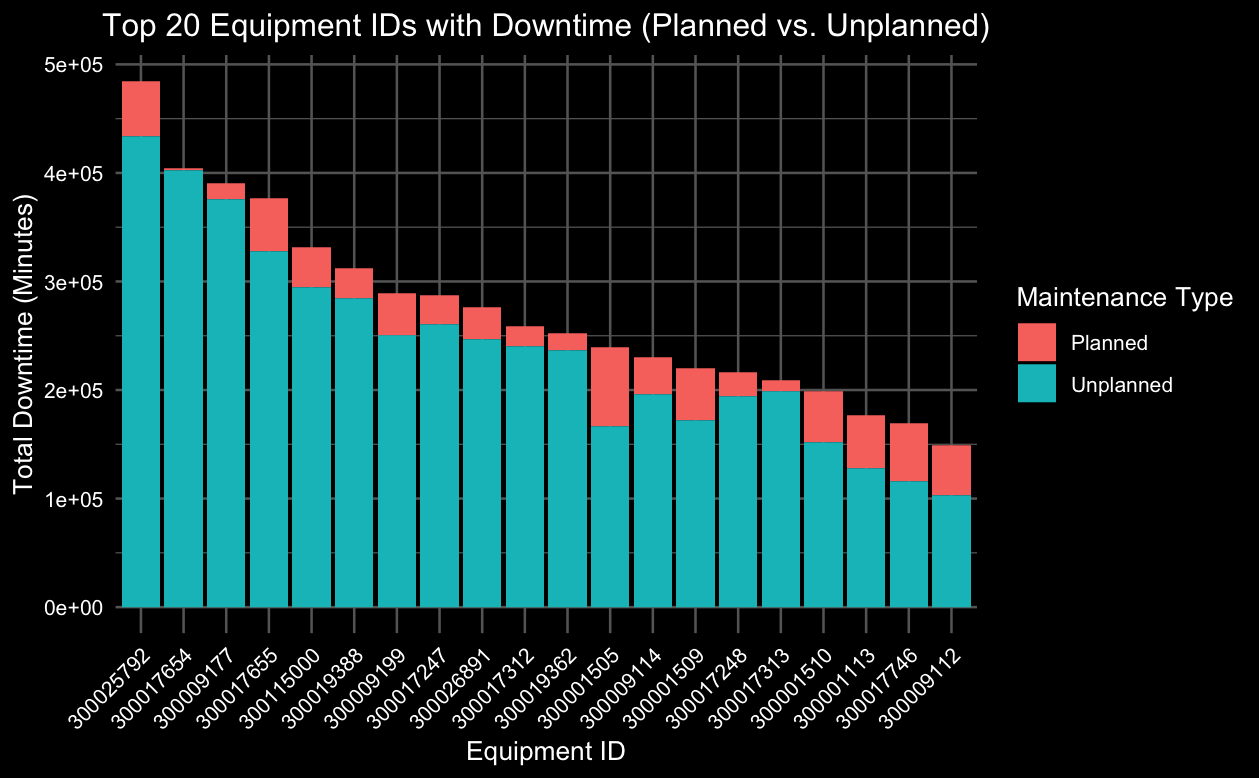 Top 20 Equipment IDs with Downtime (Planned vs. Unplanned)
Total Downtime (Minutes)
5e+05
4e+05
3e+05
2e+05
1e+05
0e+00
300025792
300017654
300009177
300017655
300115000
300019388
300009199
300017247
300026891
300017312
300019362
300001505
300009114
300001509
300017248
300017313
300001510
300001113
300017746
300009112
Equipment ID
Maintenance Type
Planned
Unplanned